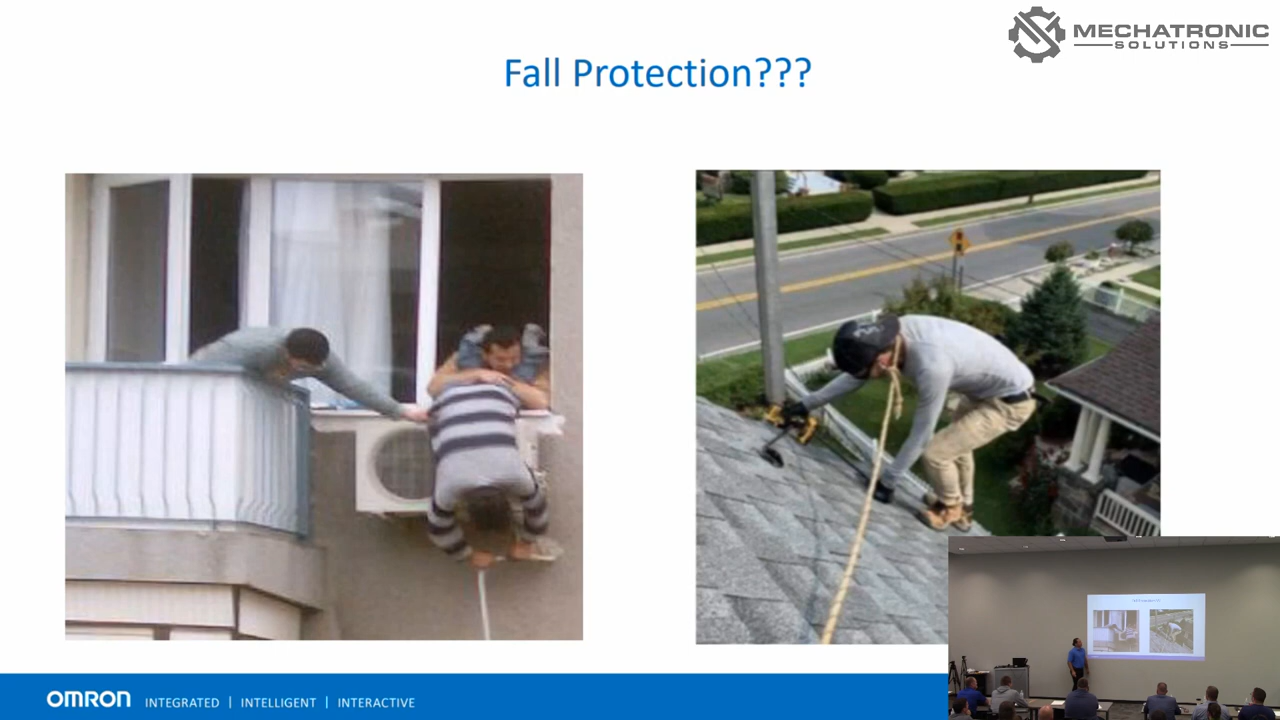 MECHATRONIC
SOLUTIONS
Fall Protection???
OMRON INTEGRATED | INTELLIGENT | INTERACTIVE